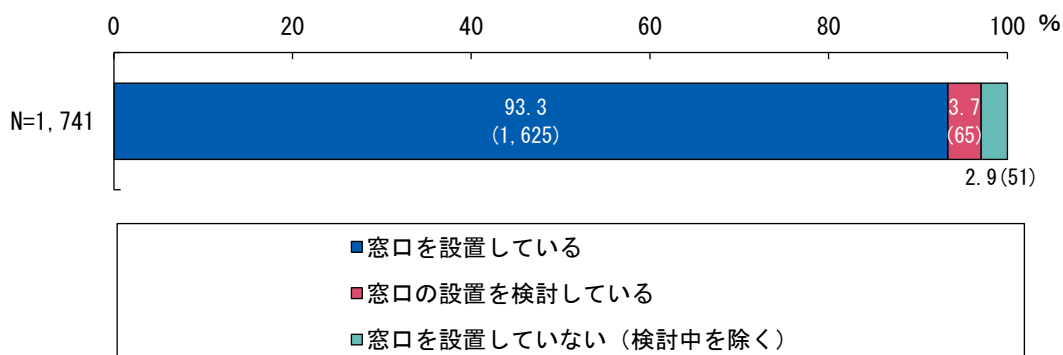 0 20 40 60 80 100 %
N=1,741
93.3
(1,625)
3.7
(65)
2.9(51)
■窓口を設置している
■窓口の設置を検討している
■窓口を設置していない（検討中を除く）